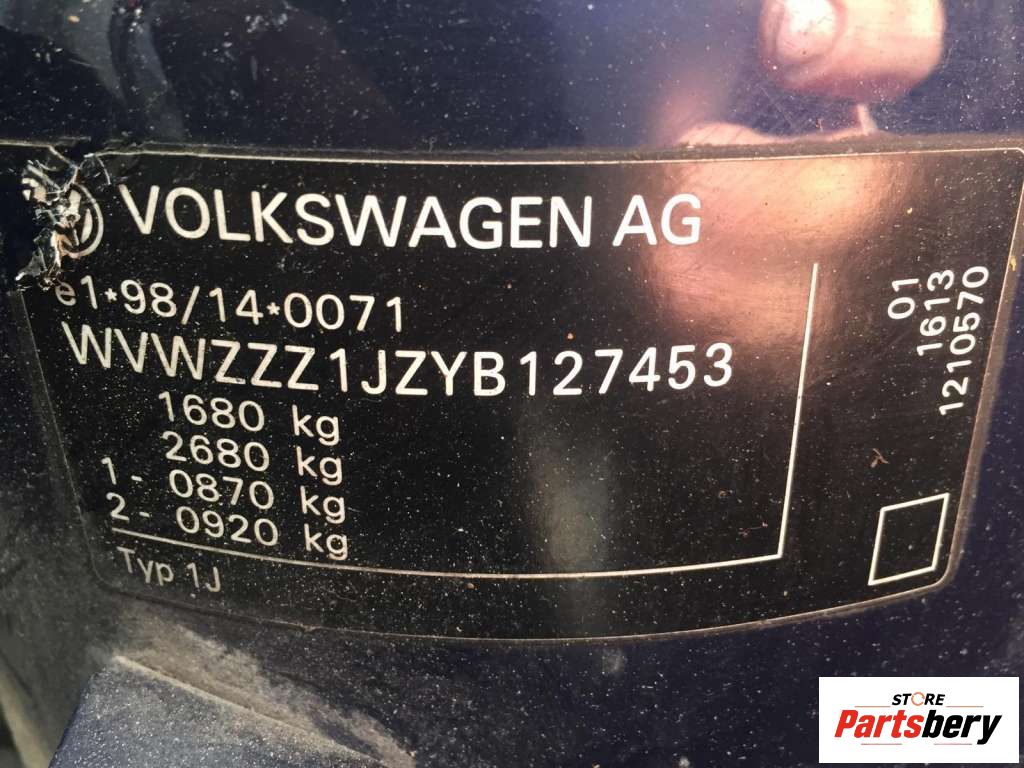 VOLKSWAGEN AG
e1*98/14*0071
WVWZZZ1JZYB127453
1680 kg
2680 kg
1- 0870 kg
2- 0920 kg
Typ 1J
01
1613
1210570
STORE
Partsbery